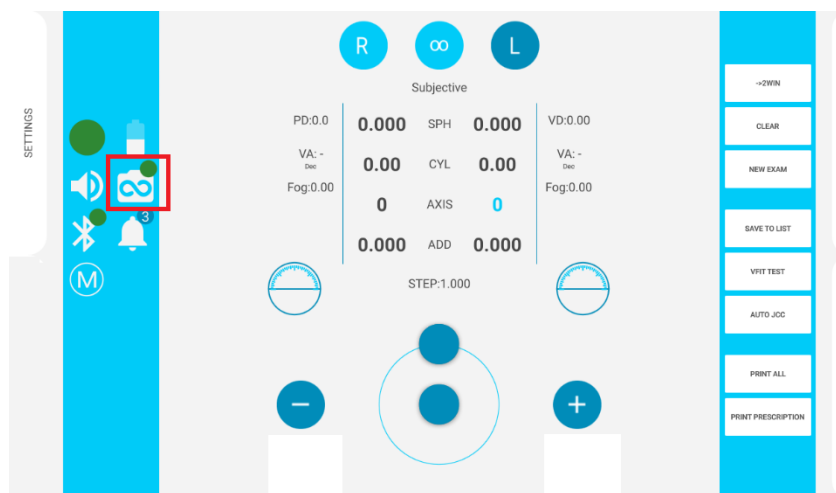 SETTINGS
3
M
R ∞ L
Subjective
PD:0.0 0.000 SPH 0.000 VD:0.00
VA: - 0.00 CYL 0.00 VA: -
Dec Dec
Fog:0.00 0 AXIS 0 Fog:0.00
0.000 ADD 0.000
STEP:1.000
− +
->2WIN
CLEAR
NEW EXAM
SAVE TO LIST
VFIT TEST
AUTO JCC
PRINT ALL
PRINT PRESCRIPTION